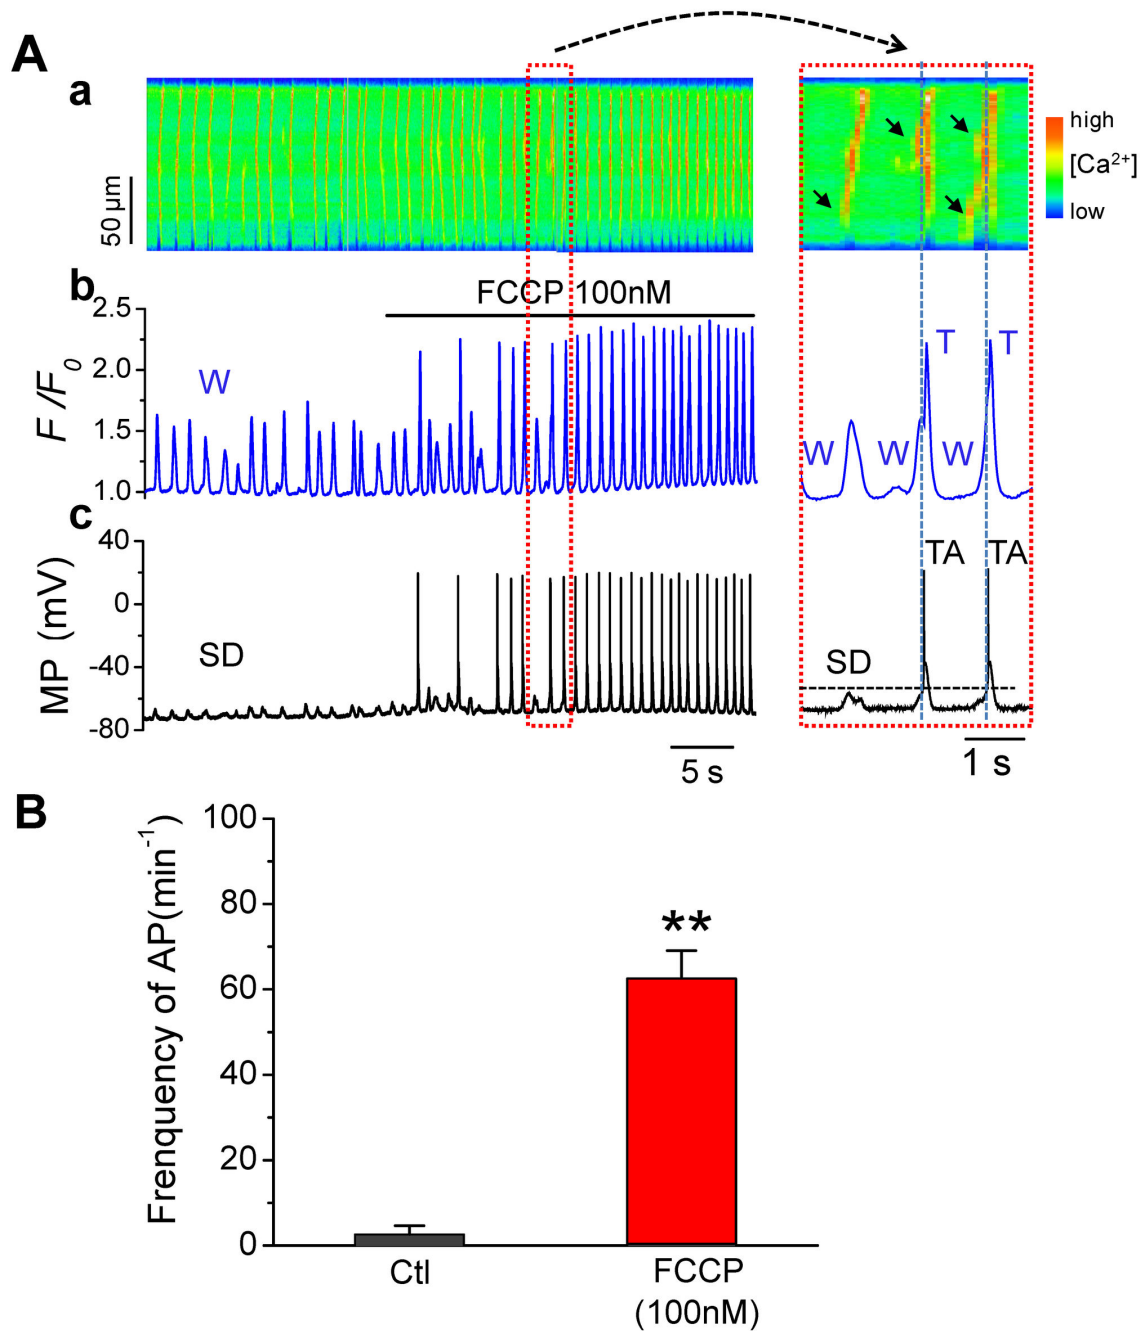 A
a
50 µm
high
[Ca²⁺]
low
b
FCCP 100nM
F/F₀
2.5
2.0
1.5
1.0
W
T
T
W
W
W
c
MP (mV)
40
0
-40
-80
SD
TA
TA
SD
5 s
1 s
B
Frenquency of AP(min⁻¹)
100
80
60
40
20
0
**
Ctl
FCCP
(100nM)